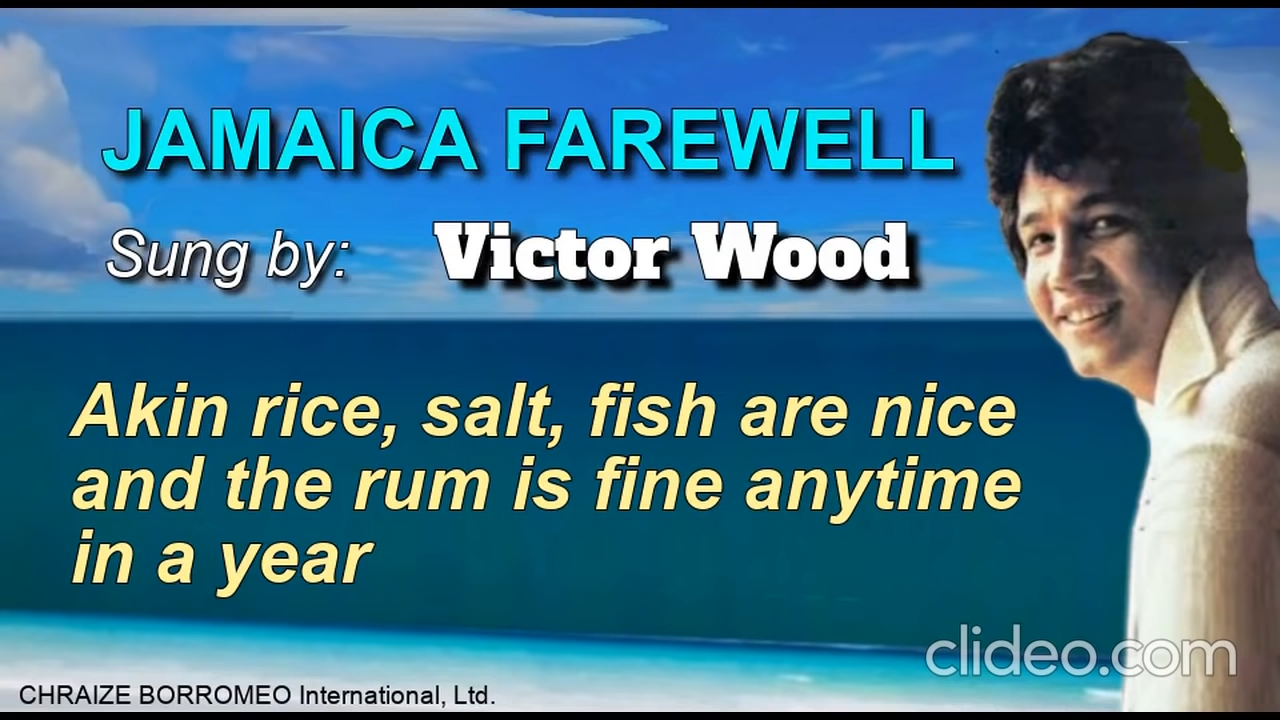 JAMAICA FAREWELL
Sung by: Victor Wood
Akin rice, salt, fish are nice
and the rum is fine anytime
in a year
clideo.com
CHRAIZE BORROMEO International, Ltd.